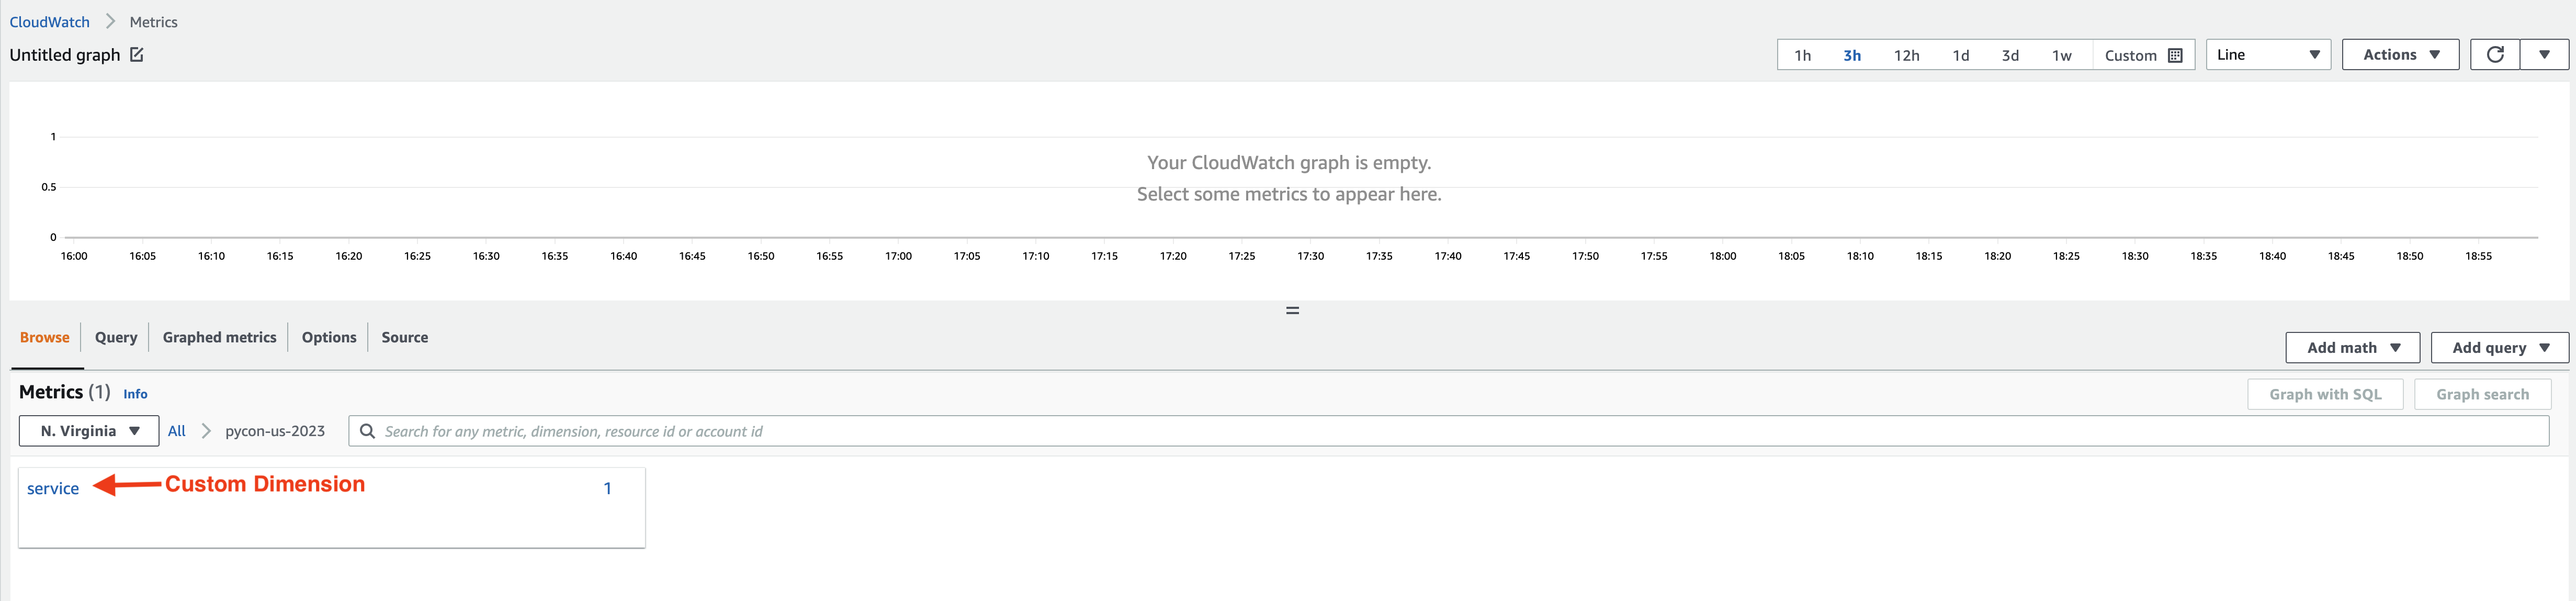 CloudWatch Metrics
Untitled graph
1h 3h 12h 1d 3d 1w Custom Line Actions
1
0.5
0
Your CloudWatch graph is empty.
Select some metrics to appear here.
16:00 16:05 16:10 16:15 16:20 16:25 16:30 16:35 16:40 16:45 16:50 16:55 17:00 17:05 17:10 17:15 17:20 17:25 17:30 17:35 17:40 17:45 17:50 17:55 18:00 18:05 18:10 18:15 18:20 18:25 18:30 18:35 18:40 18:45 18:50 18:55
Browse Query Graphed metrics Options Source
Add math Add query
Metrics (1) Info
Graph with SQL Graph search
N. Virginia All pycon-us-2023 Search for any metric, dimension, resource id or account id
service Custom Dimension 1